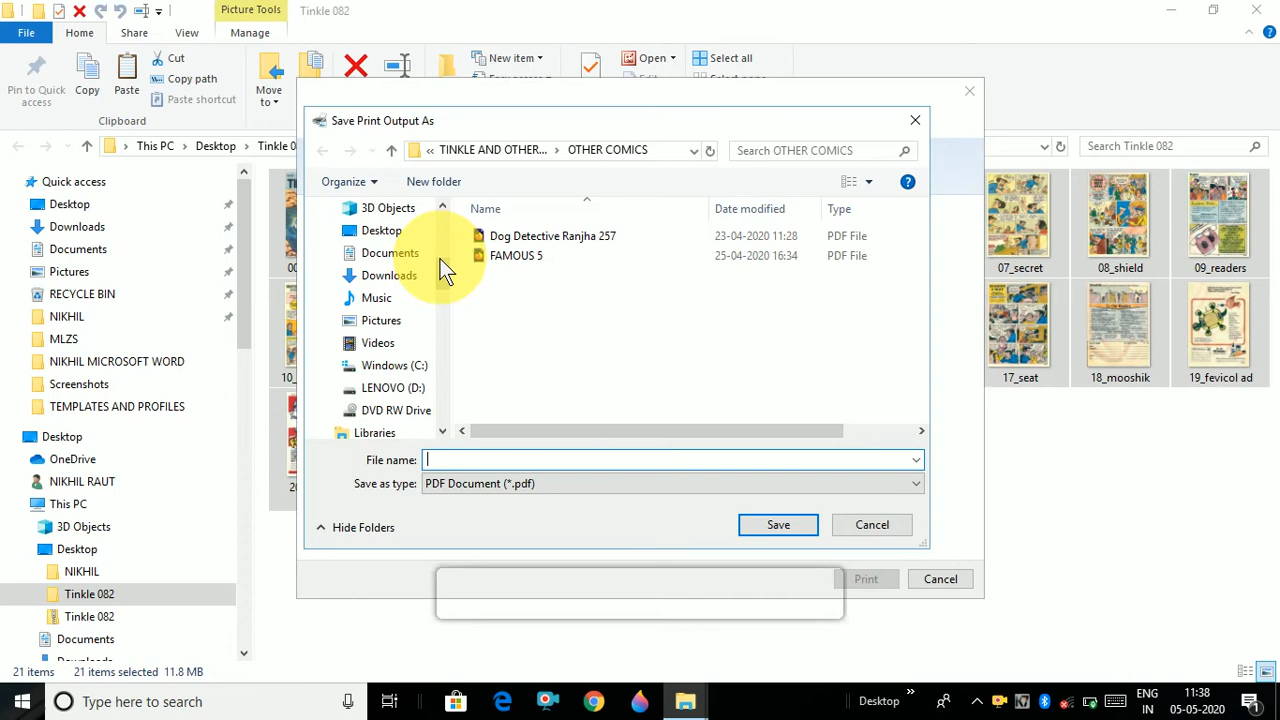 Picture Tools
Tinkle 082
File
Home
Share
View
Manage
Pin to Quick access
Copy
Paste
Cut
Copy path
Paste shortcut
Move to
New item
Open
Select all
Clipboard
This PC
Desktop
Tinkle 0
Search Tinkle 082
Save Print Output As
« TINKLE AND OTHER...
OTHER COMICS
Search OTHER COMICS
Organize
New folder
Name
Date modified
Type
Dog Detective Ranjha 257
23-04-2020 11:28
PDF File
FAMOUS 5
25-04-2020 16:34
PDF File
3D Objects
Desktop
Documents
Downloads
Music
Pictures
Videos
Windows (C:)
LENOVO (D:)
DVD RW Drive
Libraries
File name:
Save as type:
PDF Document (*.pdf)
Hide Folders
Save
Cancel
Print
Cancel
Quick access
Desktop
Downloads
Documents
Pictures
RECYCLE BIN
NIKHIL
MLZS
NIKHIL MICROSOFT WORD
Screenshots
TEMPLATES AND PROFILES
Desktop
OneDrive
NIKHIL RAUT
This PC
3D Objects
Desktop
NIKHIL
Tinkle 082
Tinkle 082
Documents
00
10_
20
07_secret
08_shield
09_readers
17_seat
18_mooshik
19_fevicol ad
21 items
21 items selected 11.8 MB
Type here to search
Desktop
ENG
IN
11:38
05-05-2020
1